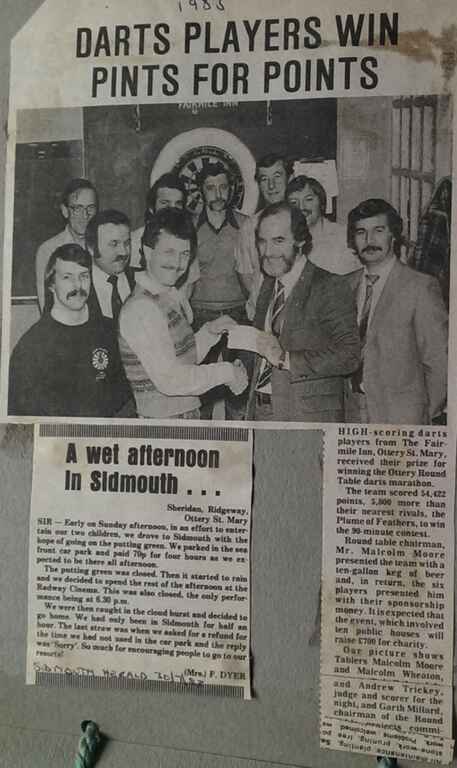 1983
DARTS PLAYERS WIN
PINTS FOR POINTS
FAIRMILE INN
A wet afternoon
in Sidmouth . . .
Sheridan, Ridgeway,
Ottery St. Mary
SIR — Early on Sunday afternoon, in an effort to enter-
tain our two children, we drove to Sidmouth with the
hope of going on the putting green. We parked in the sea
front car park and paid 70p for four hours as we ex-
pected to be there all afternoon.
The putting green was closed. Then it started to rain
and we decided to spend the rest of the afternoon at the
Radway Cinema. This was also closed, the only perfor-
mance being at 6.30 p.m.
We were then caught in the cloud burst and decided to
go home. We had only been in Sidmouth for half an
hour. The last straw was when we asked for a refund for
the time we had not used in the car park and the reply
was 'Sorry'. So much for encouraging people to go to our
resorts!
(Mrs.) F. DYER
SIDMOUTH HERALD
HIGH-scoring darts
players from The Fair-
mile Inn, Ottery St. Mary,
received their prize for
winning the Ottery Round
Table darts marathon.
The team scored 54,422
points, 5,800 more than
their nearest rivals, the
Plume of Feathers, to win
the 90-minute contest.
Round table chairman,
Mr. Malcolm Moore
presented the team with a
ten-gallon keg of beer
and, in return, the six
players presented him
with their sponsorship
money. It is expected that
the event, which involved
ten public houses will
raise £700 for charity.
Our picture shows
Tablers Malcolm Moore
and Malcolm Wheaton,
and Andrew Trickey,
judge and scorer for the
night, and Garth Millard,
chairman of the Round
commi-